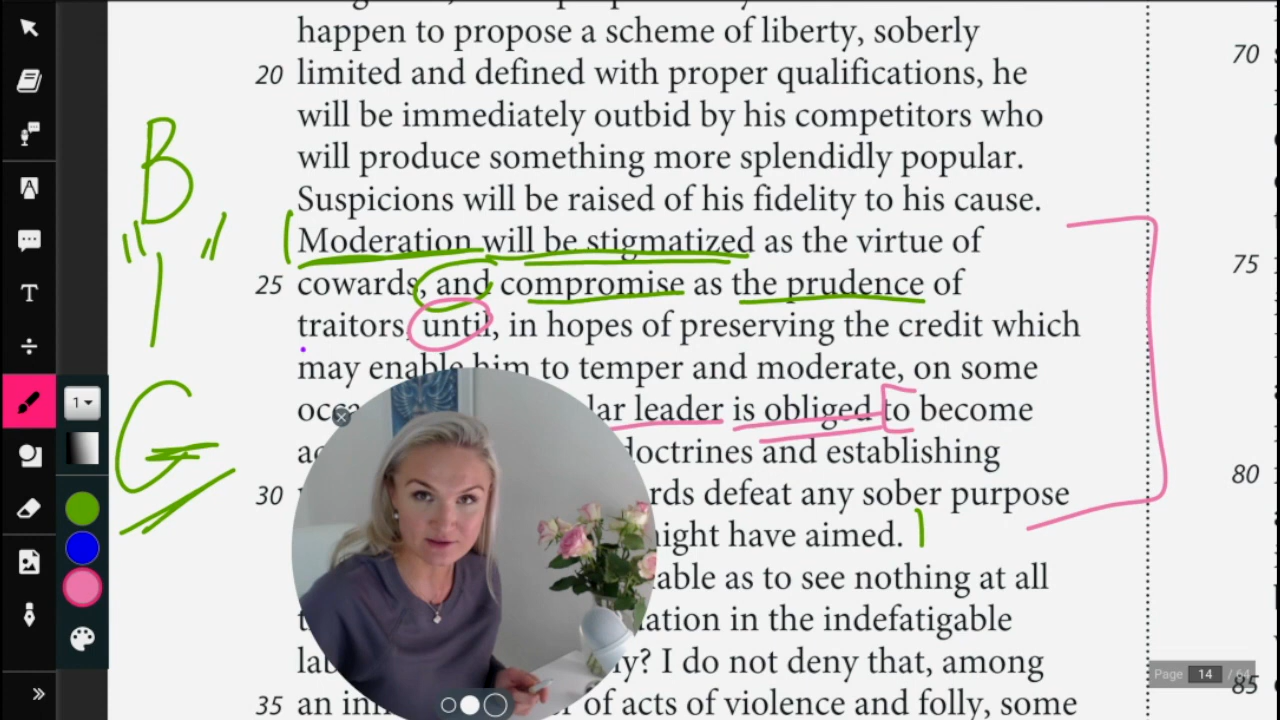 happen to propose a scheme of liberty, soberly
20 limited and defined with proper qualifications, he
will be immediately outbid by his competitors who
will produce something more splendidly popular.
Suspicions will be raised of his fidelity to his cause.
Moderation will be stigmatized as the virtue of
25 cowards, and compromise as the prudence of
traitors, until, in hopes of preserving the credit which
may enable him to temper and moderate, on some
leader is obliged to become
doctrines and establishing
30 defeat any sober purpose
might have aimed.
as to see nothing at all
in the indefatigable
? I do not deny that, among
35 an of acts of violence and folly, some
70
75
80
85
B
" "
G
T
1
Page 14 / 64